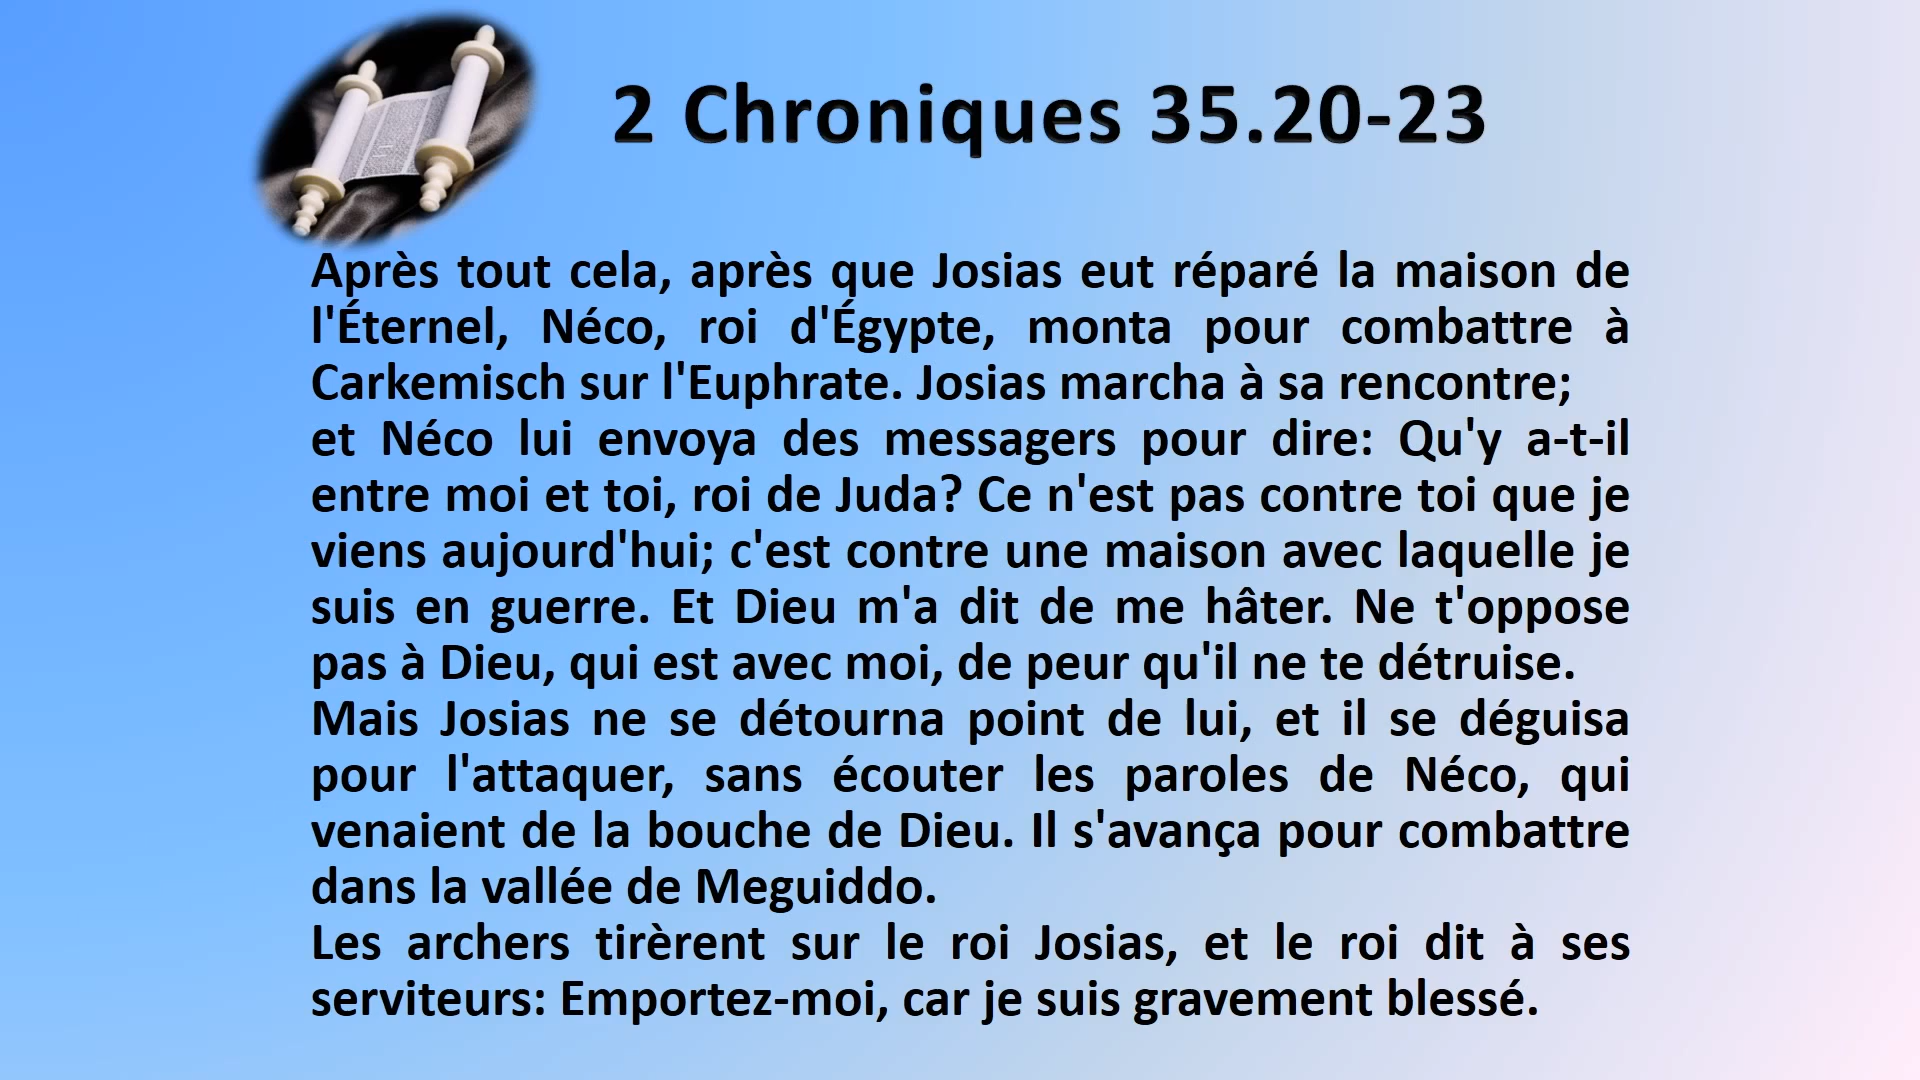 2 Chroniques 35.20-23
Après tout cela, après que Josias eut réparé la maison de
l'Éternel, Néco, roi d'Égypte, monta pour combattre à
Carkemisch sur l'Euphrate. Josias marcha à sa rencontre;
et Néco lui envoya des messagers pour dire: Qu'y a-t-il
entre moi et toi, roi de Juda? Ce n'est pas contre toi que je
viens aujourd'hui; c'est contre une maison avec laquelle je
suis en guerre. Et Dieu m'a dit de me hâter. Ne t'oppose
pas à Dieu, qui est avec moi, de peur qu'il ne te détruise.
Mais Josias ne se détourna point de lui, et il se déguisa
pour l'attaquer, sans écouter les paroles de Néco, qui
venaient de la bouche de Dieu. Il s'avança pour combattre
dans la vallée de Meguiddo.
Les archers tirèrent sur le roi Josias, et le roi dit à ses
serviteurs: Emportez-moi, car je suis gravement blessé.